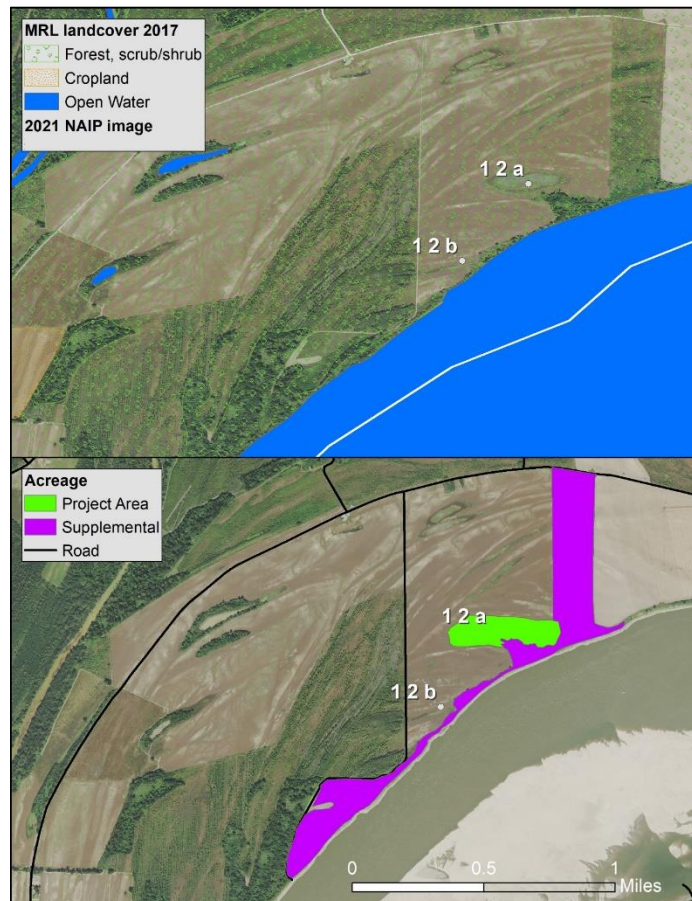 MRL landcover 2017
Forest, scrub/shrub
Cropland
Open Water
2021 NAIP image
1 2 a
1 2 b
Acreage
Project Area
Supplemental
Road
1 2 a
1 2 b
0 0.5 1
Miles